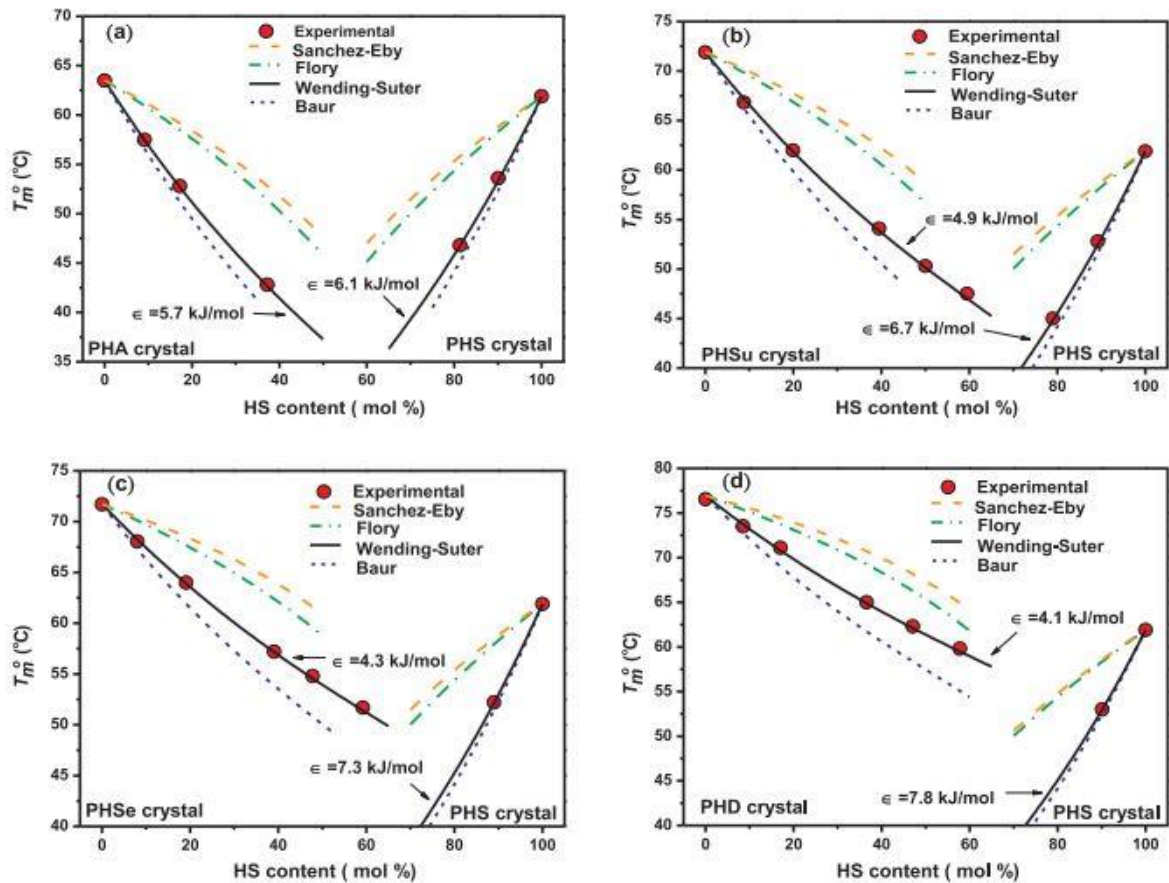 (a)
Experimental
Sanchez-Eby
Flory
Wending-Suter
Baur
75
70
65
60
55
50
45
40
35
T_m° (°C)
∈ =5.7 kJ/mol
∈ =6.1 kJ/mol
PHA crystal
PHS crystal
0 20 40 60 80 100
HS content ( mol %)
(b)
Experimental
Sanchez-Eby
Flory
Wending-Suter
Baur
75
70
65
60
55
50
45
40
T_m° (°C)
∈ =4.9 kJ/mol
∈ =6.7 kJ/mol
PHSu crystal
PHS crystal
0 20 40 60 80 100
HS content ( mol %)
(c)
Experimental
Sanchez-Eby
Flory
Wending-Suter
Baur
75
70
65
60
55
50
45
40
T_m° (°C)
∈ =4.3 kJ/mol
∈ =7.3 kJ/mol
PHSe crystal
PHS crystal
0 20 40 60 80 100
HS content ( mol %)
(d)
Experimental
Sanchez-Eby
Flory
Wending-Suter
Baur
80
75
70
65
60
55
50
45
40
T_m° (°C)
∈ =4.1 kJ/mol
∈ =7.8 kJ/mol
PHD crystal
PHS crystal
0 20 40 60 80 100
HS content ( mol %)